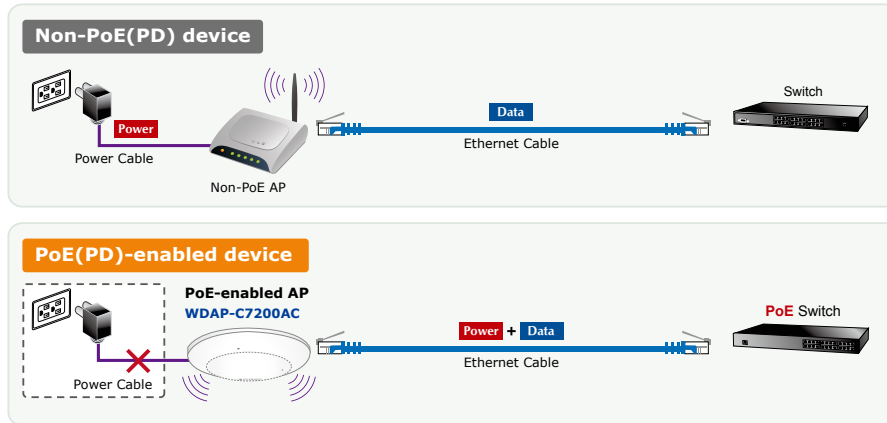 Non-PoE(PD) device
Power
Power Cable
Non-PoE AP
Data
Ethernet Cable
Switch
PoE(PD)-enabled device
PoE-enabled AP
WDAP-C7200AC
Power Cable
Power + Data
Ethernet Cable
PoE Switch